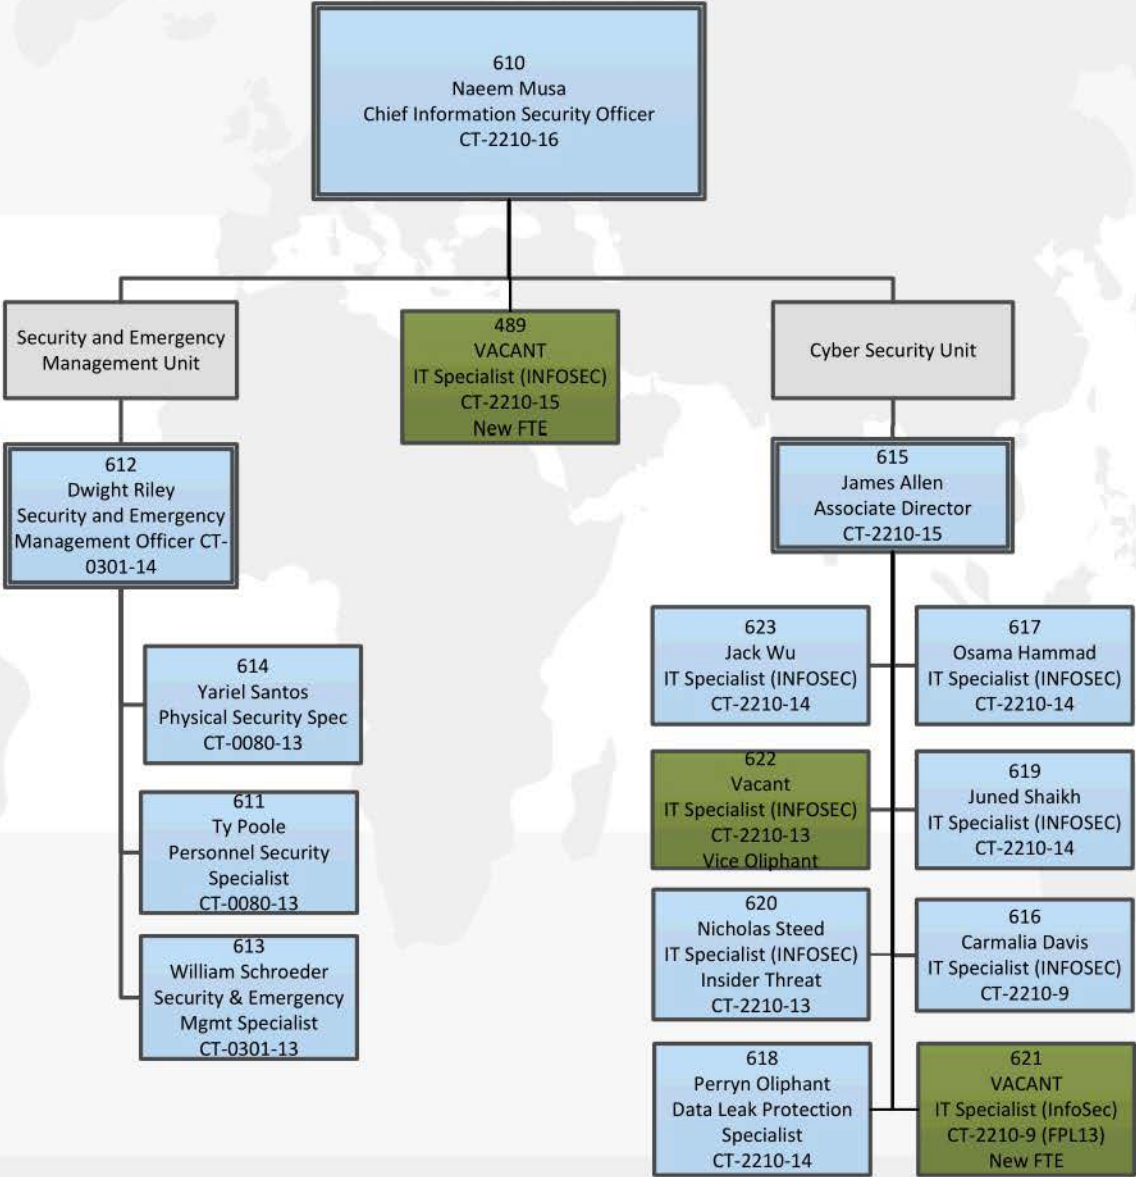 610
Naeem Musa
Chief Information Security Officer
CT-2210-16
Security and Emergency
Management Unit
489
VACANT
IT Specialist (INFOSEC)
CT-2210-15
New FTE
Cyber Security Unit
612
Dwight Riley
Security and Emergency
Management Officer CT-
0301-14
615
James Allen
Associate Director
CT-2210-15
614
Yariel Santos
Physical Security Spec
CT-0080-13
611
Ty Poole
Personnel Security
Specialist
CT-0080-13
613
William Schroeder
Security & Emergency
Mgmt Specialist
CT-0301-13
623
Jack Wu
IT Specialist (INFOSEC)
CT-2210-14
617
Osama Hammad
IT Specialist (INFOSEC)
CT-2210-14
622
Vacant
IT Specialist (INFOSEC)
CT-2210-13
Vice Oliphant
619
Juned Shaikh
IT Specialist (INFOSEC)
CT-2210-14
620
Nicholas Steed
IT Specialist (INFOSEC)
Insider Threat
CT-2210-13
616
Carmalia Davis
IT Specialist (INFOSEC)
CT-2210-9
618
Perryn Oliphant
Data Leak Protection
Specialist
CT-2210-14
621
VACANT
IT Specialist (InfoSec)
CT-2210-9 (FPL13)
New FTE